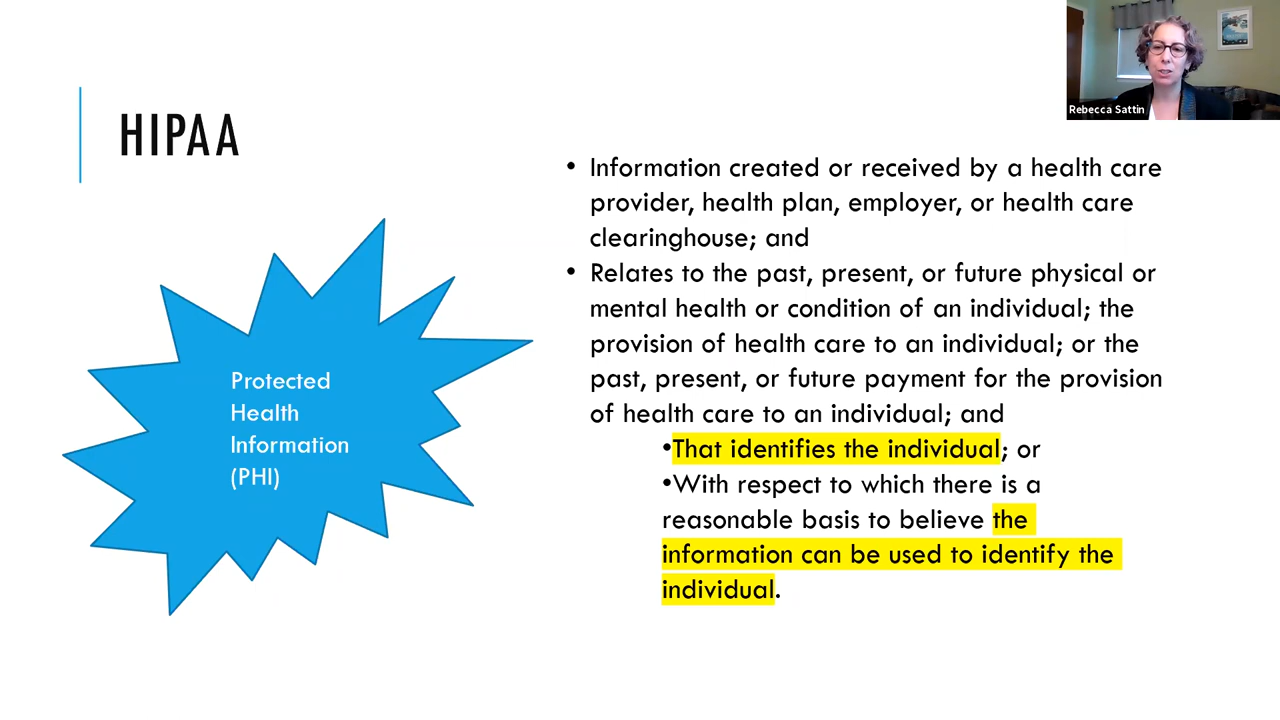 Rebecca Sattin
HIPAA
Protected
Health
Information
(PHI)
• Information created or received by a health care
provider, health plan, employer, or health care
clearinghouse; and
• Relates to the past, present, or future physical or
mental health or condition of an individual; the
provision of health care to an individual; or the
past, present, or future payment for the provision
of health care to an individual; and
•That identifies the individual; or
•With respect to which there is a
reasonable basis to believe the
information can be used to identify the
individual.